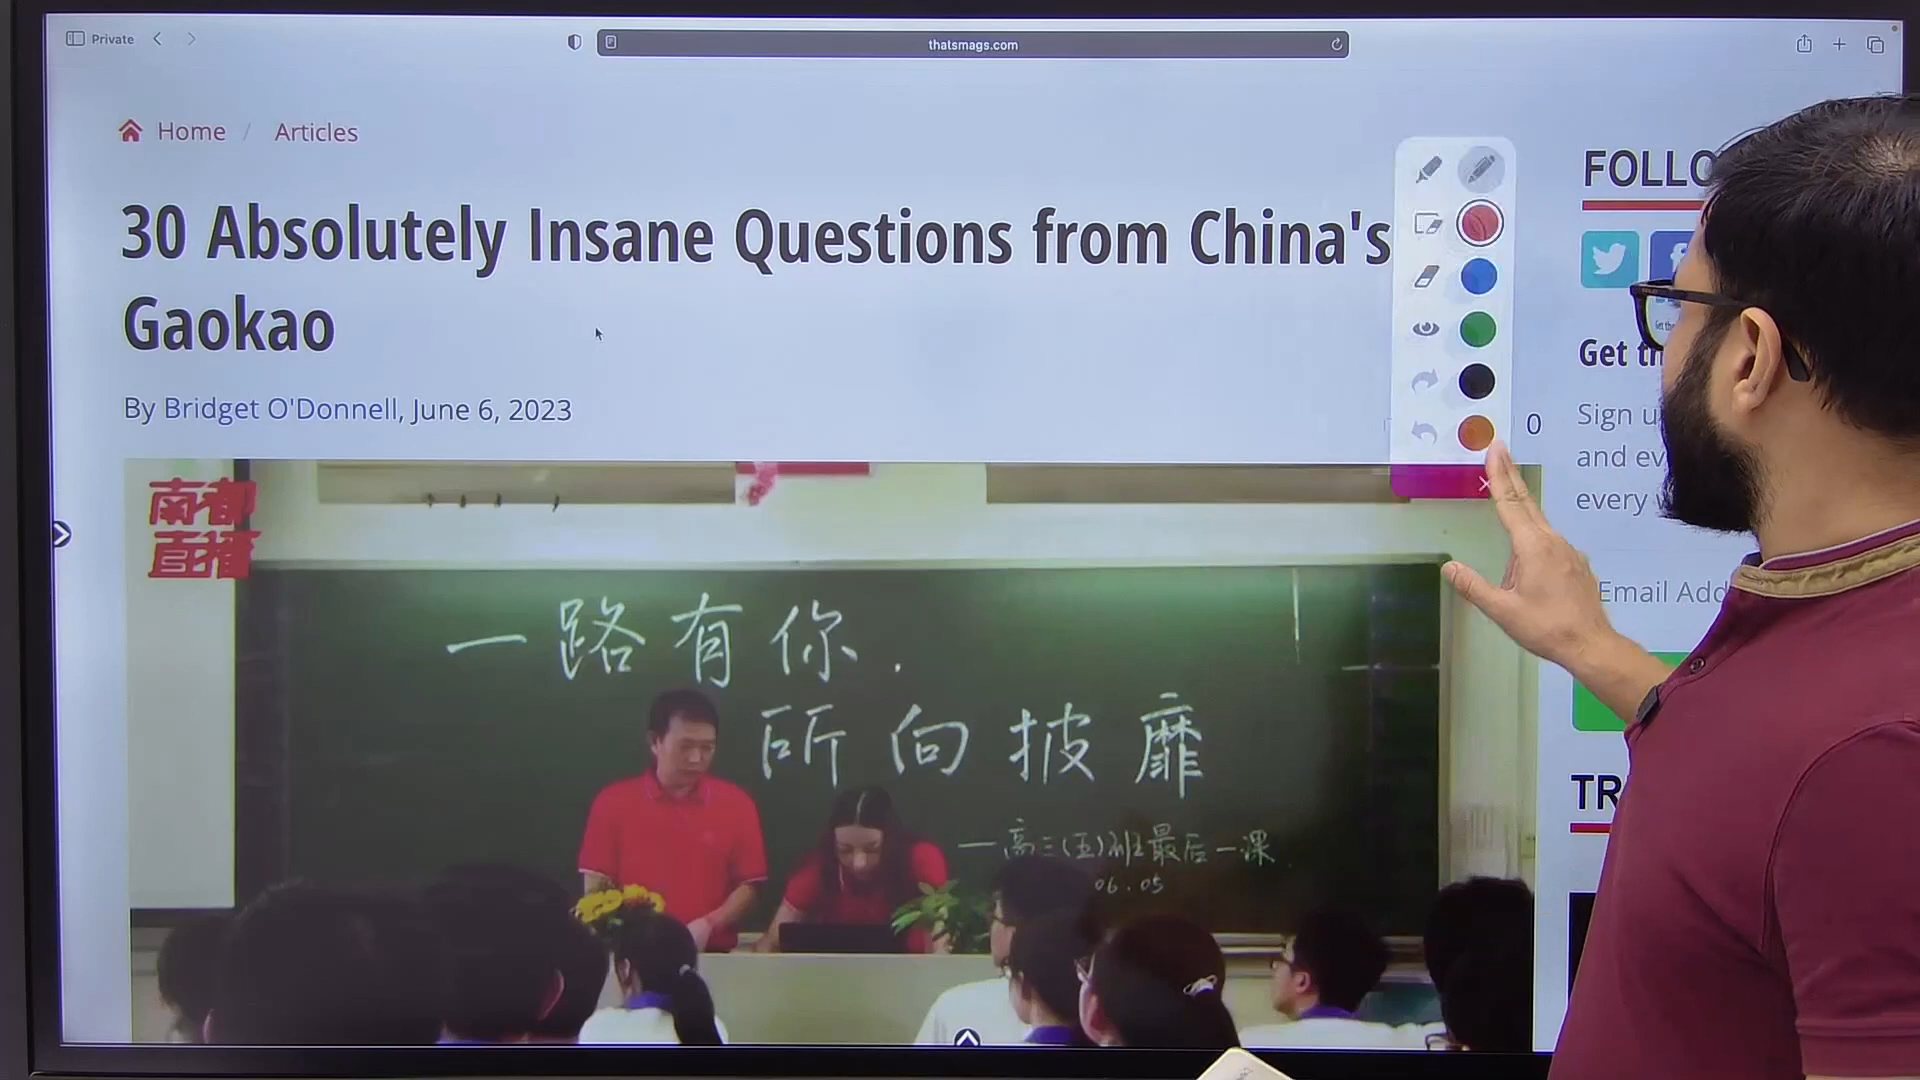 Private
thatsmags.com
Home / Articles
30 Absolutely Insane Questions from China's
Gaokao
By Bridget O'Donnell, June 6, 2023
0
FOLLO
Get th
Sign u
and ev
every
Email Add
TR
南都
直播
一路有你.
所向披靡
—高三(五)班最后一课.
06.05